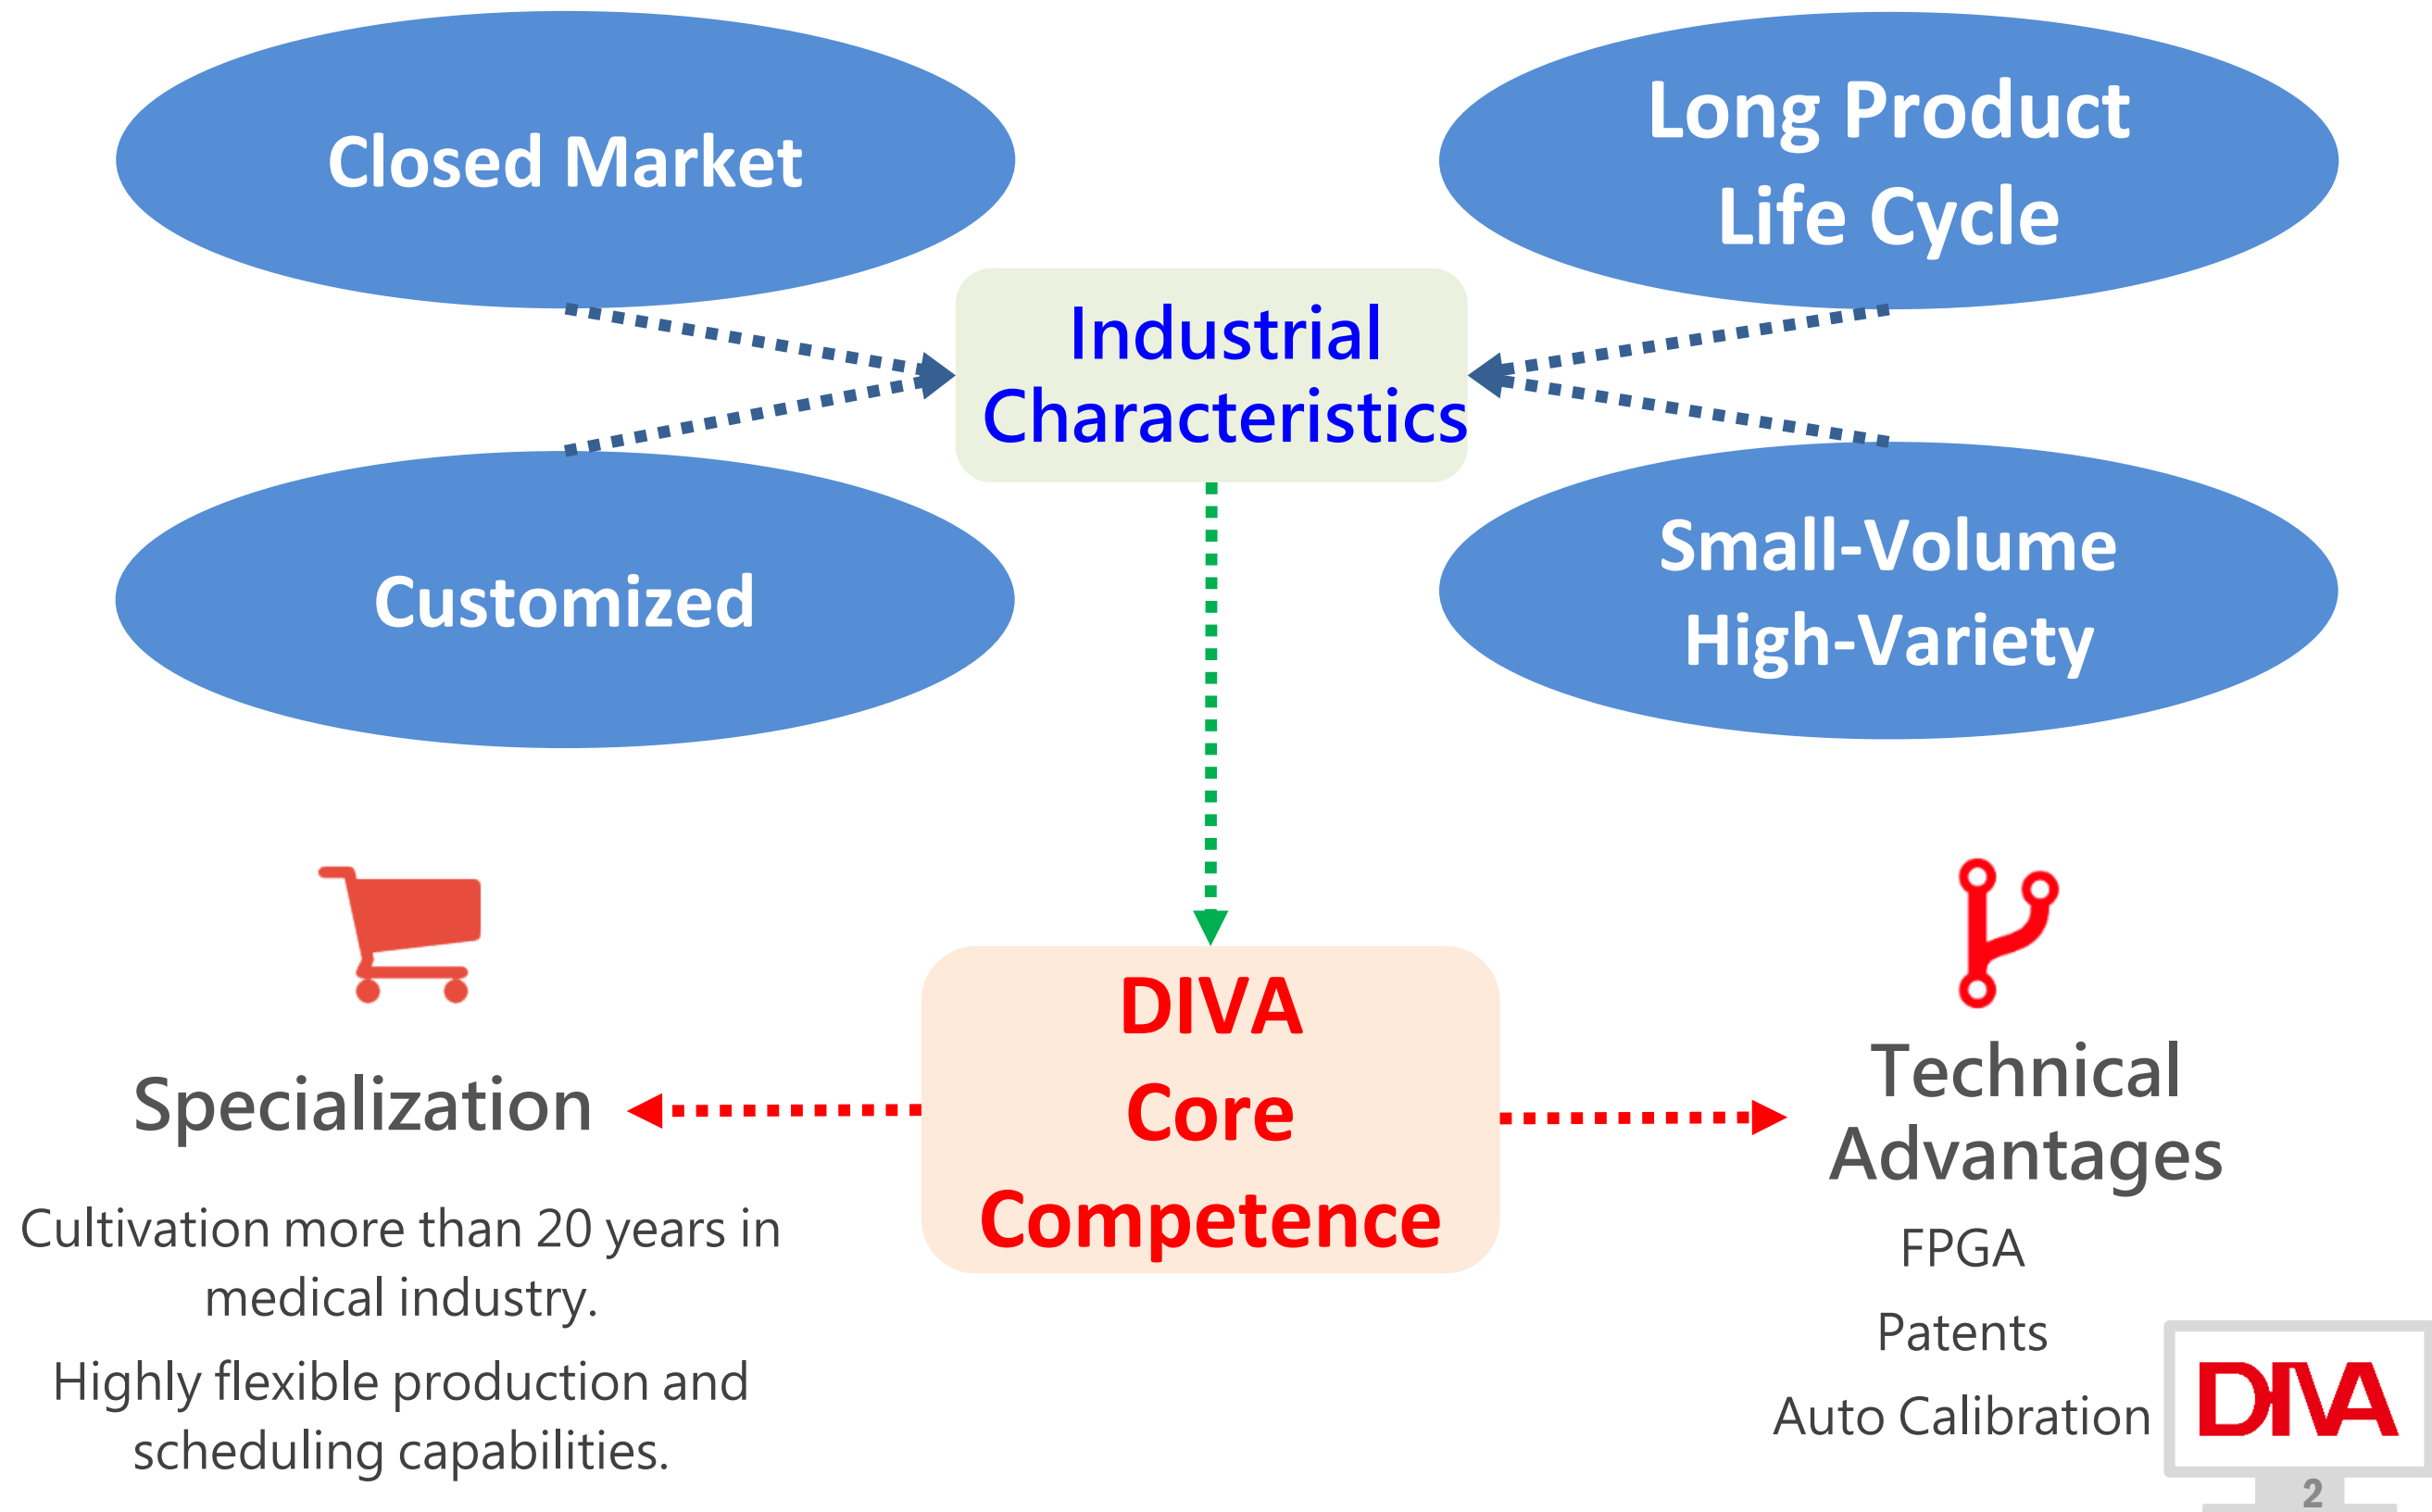 Closed Market
Long Product
Life Cycle
Industrial
Characteristics
Customized
Small-Volume
High-Variety
DIVA
Core
Competence
Specialization
Cultivation more than 20 years in
medical industry.
Highly flexible production and
scheduling capabilities.
Technical
Advantages
FPGA
Patents
Auto Calibration
DIVA
2